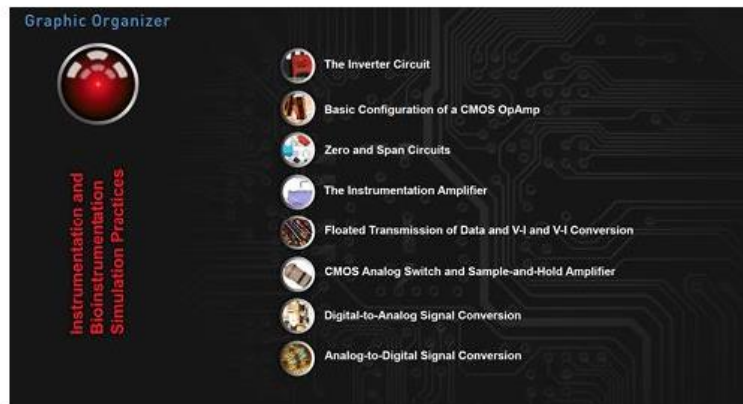 Graphic Organizer
Instrumentation and
Bioinstrumentation
Simulation Practices
The Inverter Circuit
Basic Configuration of a CMOS OpAmp
Zero and Span Circuits
The Instrumentation Amplifier
Floated Transmission of Data and V-I and V-I Conversion
CMOS Analog Switch and Sample-and-Hold Amplifier
Digital-to-Analog Signal Conversion
Analog-to-Digital Signal Conversion